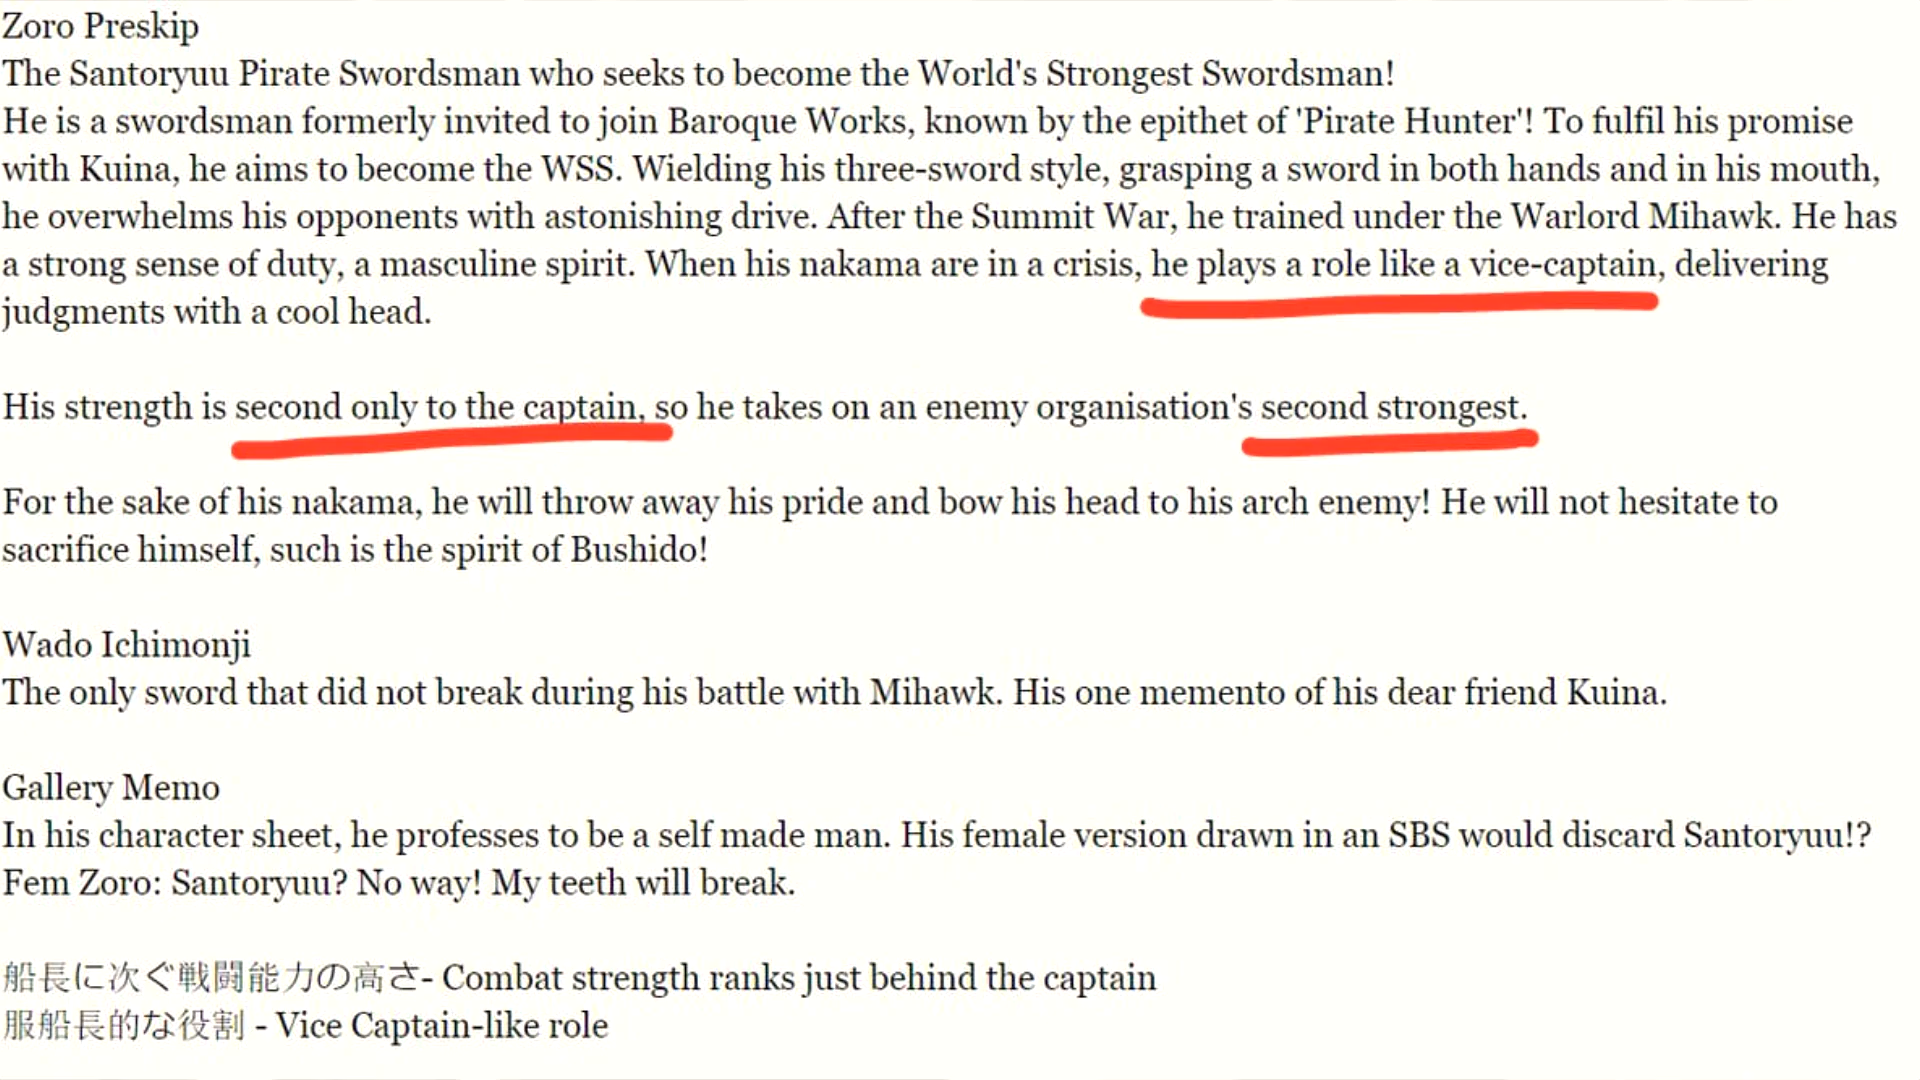 Zoro Preskip
The Santoryuu Pirate Swordsman who seeks to become the World's Strongest Swordsman!
He is a swordsman formerly invited to join Baroque Works, known by the epithet of 'Pirate Hunter'! To fulfil his promise
with Kuina, he aims to become the WSS. Wielding his three-sword style, grasping a sword in both hands and in his mouth,
he overwhelms his opponents with astonishing drive. After the Summit War, he trained under the Warlord Mihawk. He has
a strong sense of duty, a masculine spirit. When his nakama are in a crisis, he plays a role like a vice-captain, delivering
judgments with a cool head.
His strength is second only to the captain, so he takes on an enemy organisation's second strongest.
For the sake of his nakama, he will throw away his pride and bow his head to his arch enemy! He will not hesitate to
sacrifice himself, such is the spirit of Bushido!
Wado Ichimonji
The only sword that did not break during his battle with Mihawk. His one memento of his dear friend Kuina.
Gallery Memo
In his character sheet, he professes to be a self made man. His female version drawn in an SBS would discard Santoryuu!?
Fem Zoro: Santoryuu? No way! My teeth will break.
船長に次ぐ戦闘能力の高さ- Combat strength ranks just behind the captain
服船長的な役割 - Vice Captain-like role